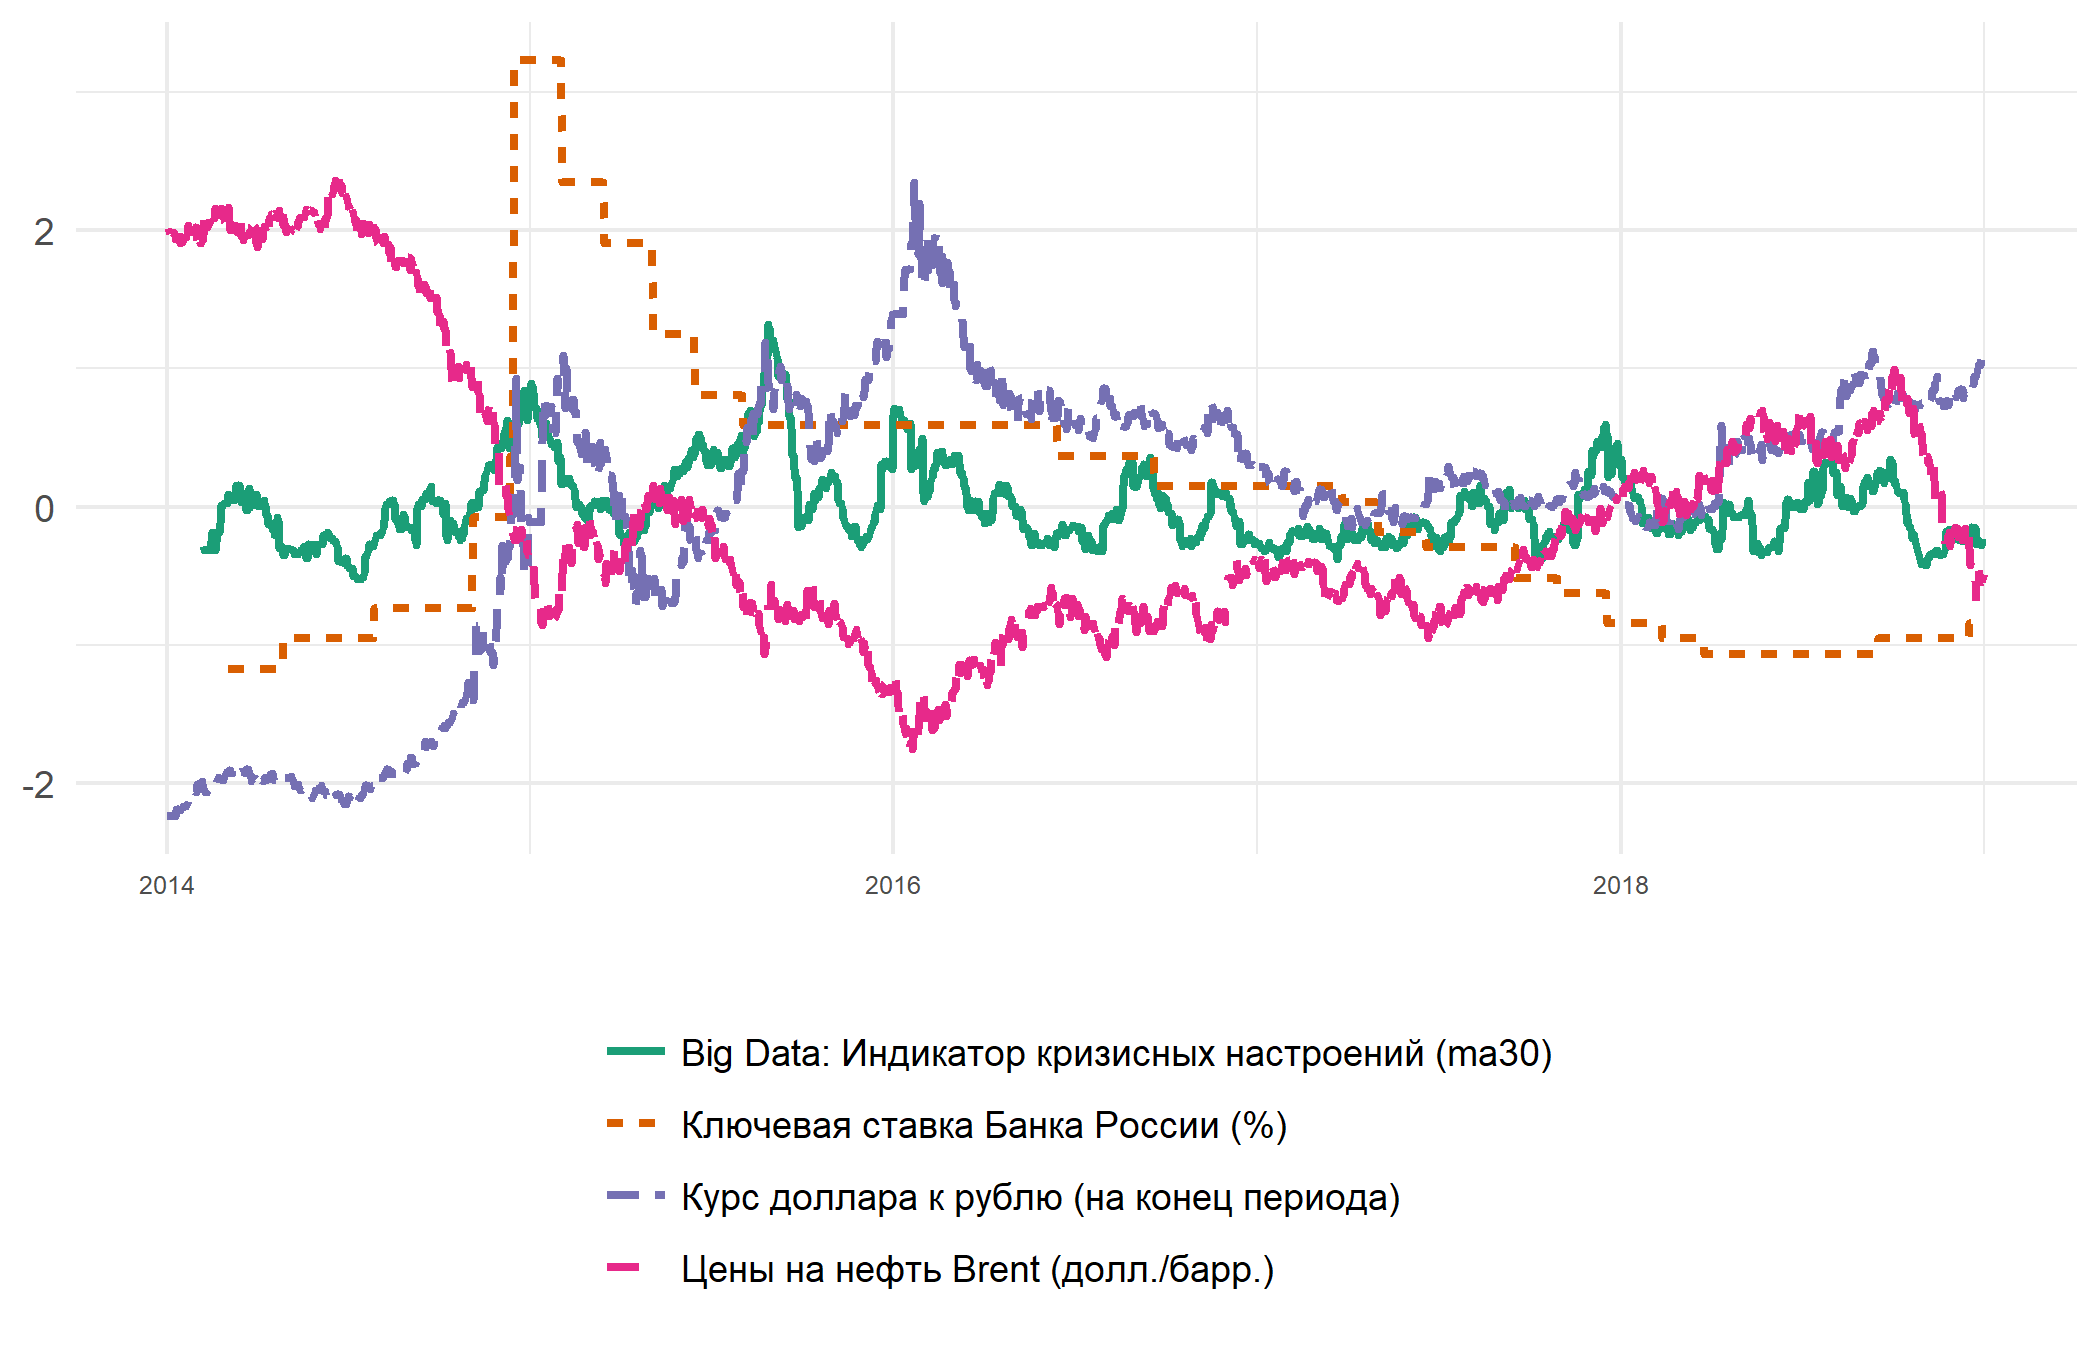 2
0
-2
2014 2016 2018
Big Data: Индикатор кризисных настроений (ma30)
Ключевая ставка Банка России (%)
Курс доллара к рублю (на конец периода)
Цены на нефть Brent (долл./барр.)